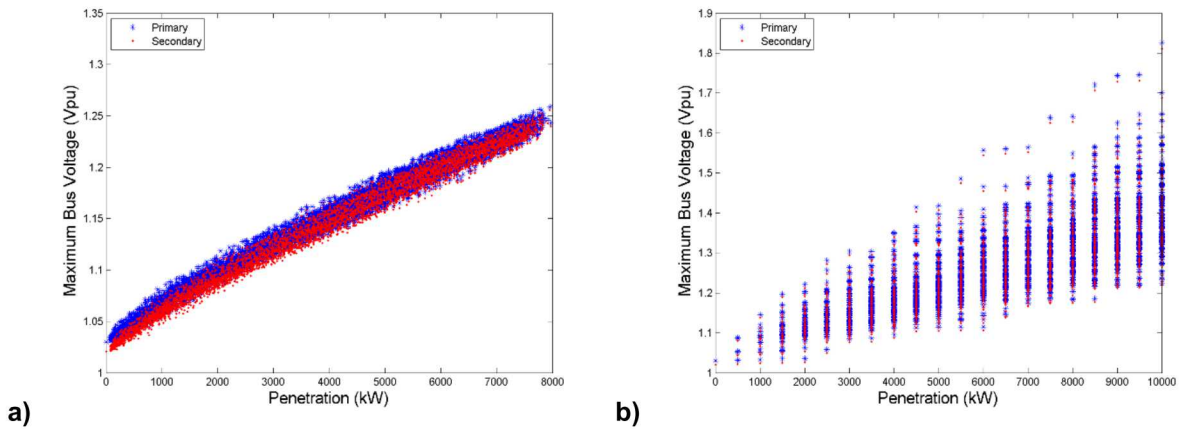 1.35
1.3
1.25
1.2
1.15
1.1
1.05
1
Maximum Bus Voltage (Vpu)
Primary
Secondary
0 1000 2000 3000 4000 5000 6000 7000 8000
Penetration (kW)
a)
1.9
1.8
1.7
1.6
1.5
1.4
1.3
1.2
1.1
1
Maximum Bus Voltage (Vpu)
Primary
Secondary
0 1000 2000 3000 4000 5000 6000 7000 8000 9000 10000
Penetration (kW)
b)